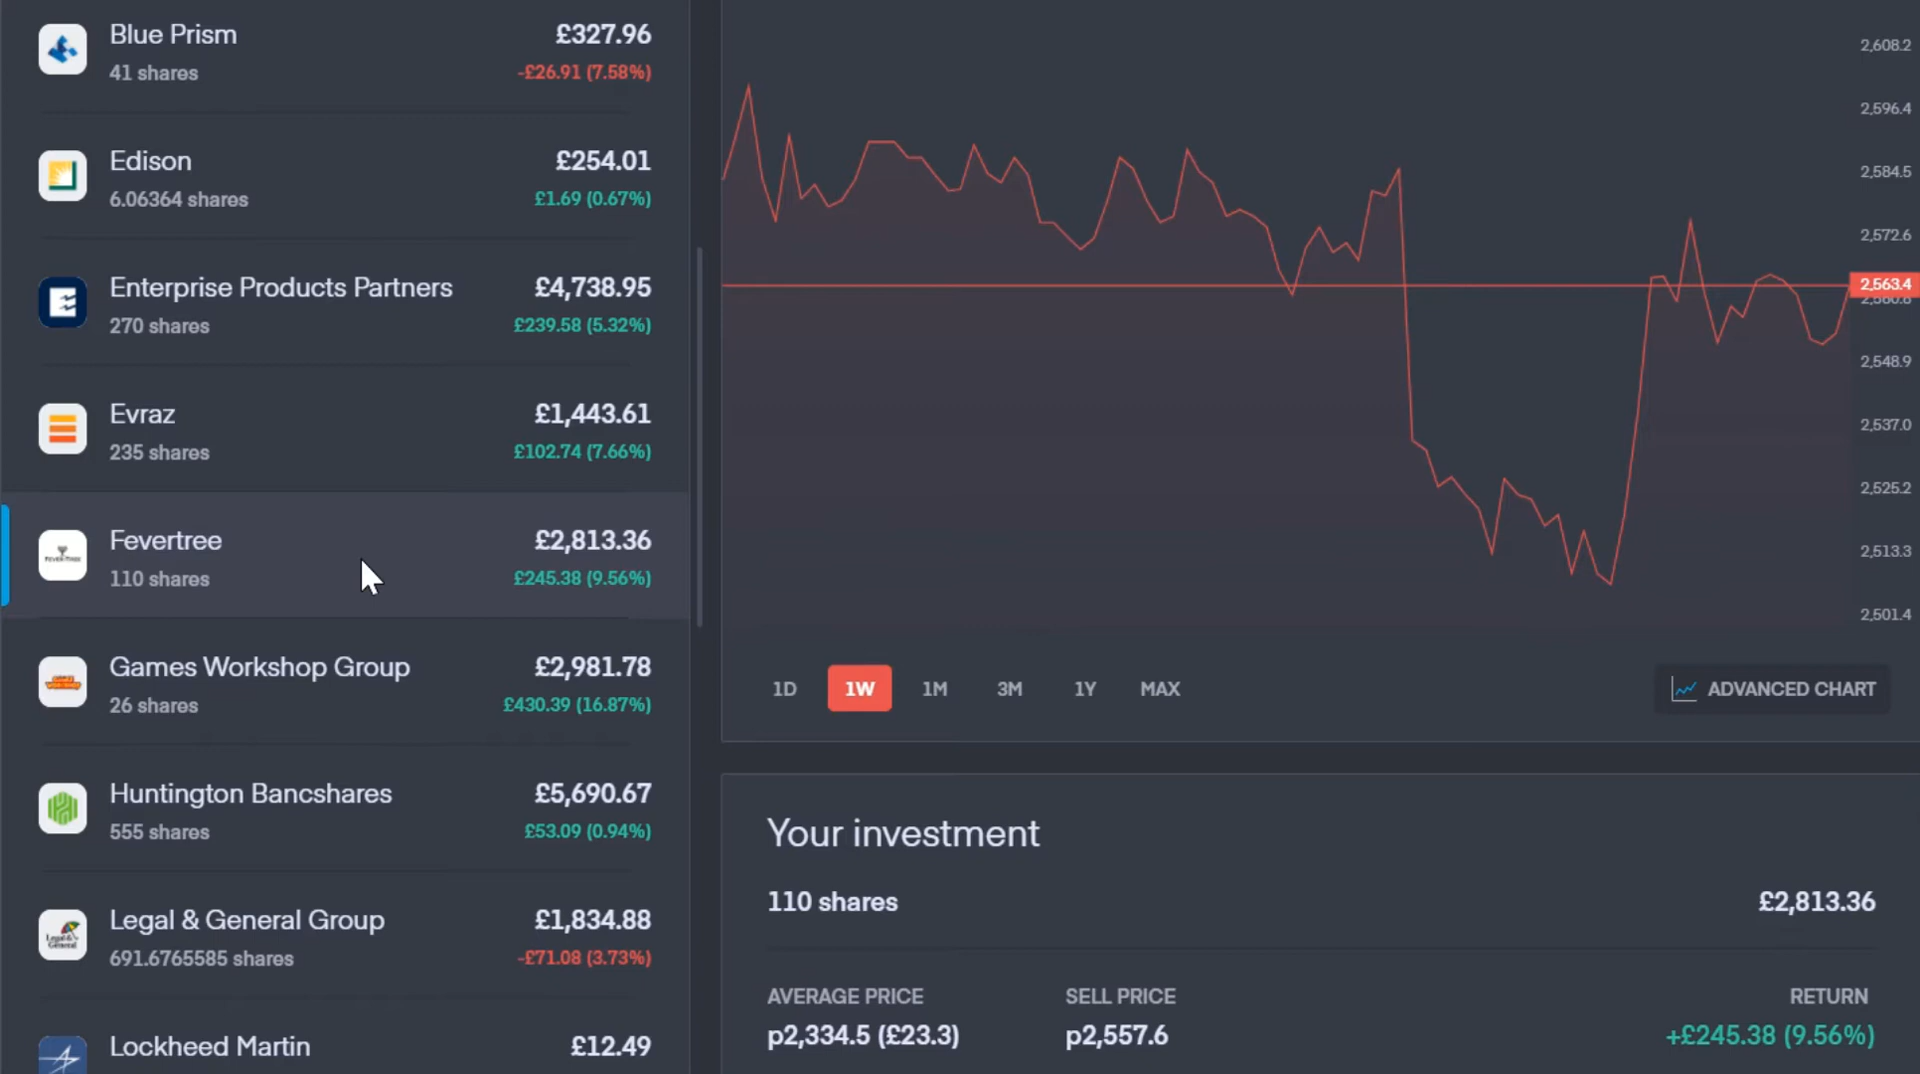 Blue Prism
£327.96
41 shares
-£26.91 (7.58%)
Edison
£254.01
6.06364 shares
£1.69 (0.67%)
Enterprise Products Partners
£4,738.95
270 shares
£239.58 (5.32%)
Evraz
£1,443.61
235 shares
£102.74 (7.66%)
Fevertree
£2,813.36
110 shares
£245.38 (9.56%)
Games Workshop Group
£2,981.78
26 shares
£430.39 (16.87%)
Huntington Bancshares
£5,690.67
555 shares
£53.09 (0.94%)
Legal & General Group
£1,834.88
691.6765585 shares
-£71.08 (3.73%)
Lockheed Martin
£12.49
2,608.2
2,596.4
2,584.5
2,572.6
2,563.4
2,548.9
2,537.0
2,525.2
2,513.3
2,501.4
1D 1W 1M 3M 1Y MAX
ADVANCED CHART
Your investment
110 shares
£2,813.36
AVERAGE PRICE
SELL PRICE
RETURN
p2,334.5 (£23.3)
p2,557.6
+£245.38 (9.56%)